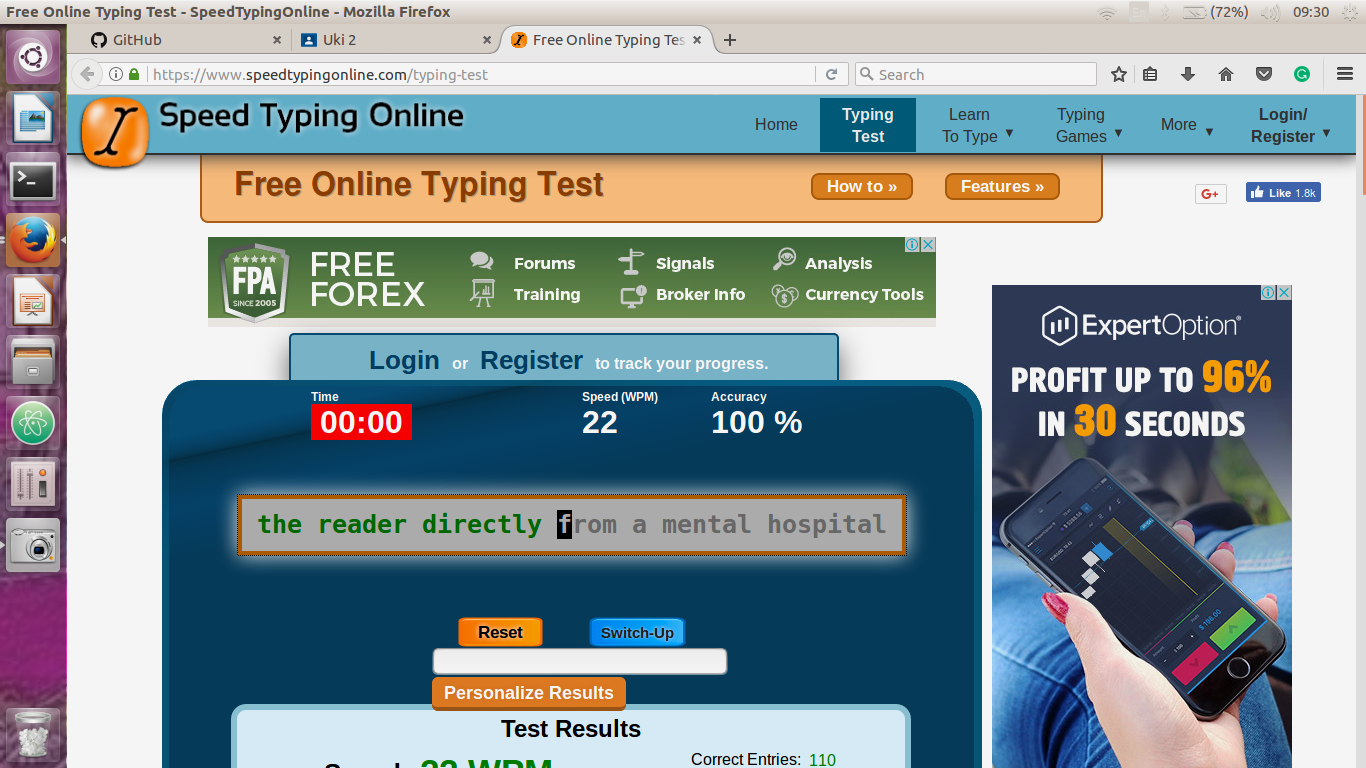 Free Online Typing Test - SpeedTypingOnline - Mozilla Firefox
(72%) 09:30
GitHub
Uki 2
Free Online Typing Tes
https://www.speedtypingonline.com/typing-test
Search
Speed Typing Online
Home
Typing Test
Learn To Type
Typing Games
More
Login/ Register
Free Online Typing Test
How to »
Features »
G+
Like 1.8k
FPA
SINCE 2005
FREE FOREX
Forums
Signals
Analysis
Training
Broker Info
Currency Tools
ExpertOption®
PROFIT UP TO 96%
IN 30 SECONDS
Login or Register to track your progress.
Time
Speed (WPM)
Accuracy
00:00
22
100 %
the reader directly from a mental hospital
Reset
Switch-Up
Personalize Results
Test Results
Correct Entries: 110